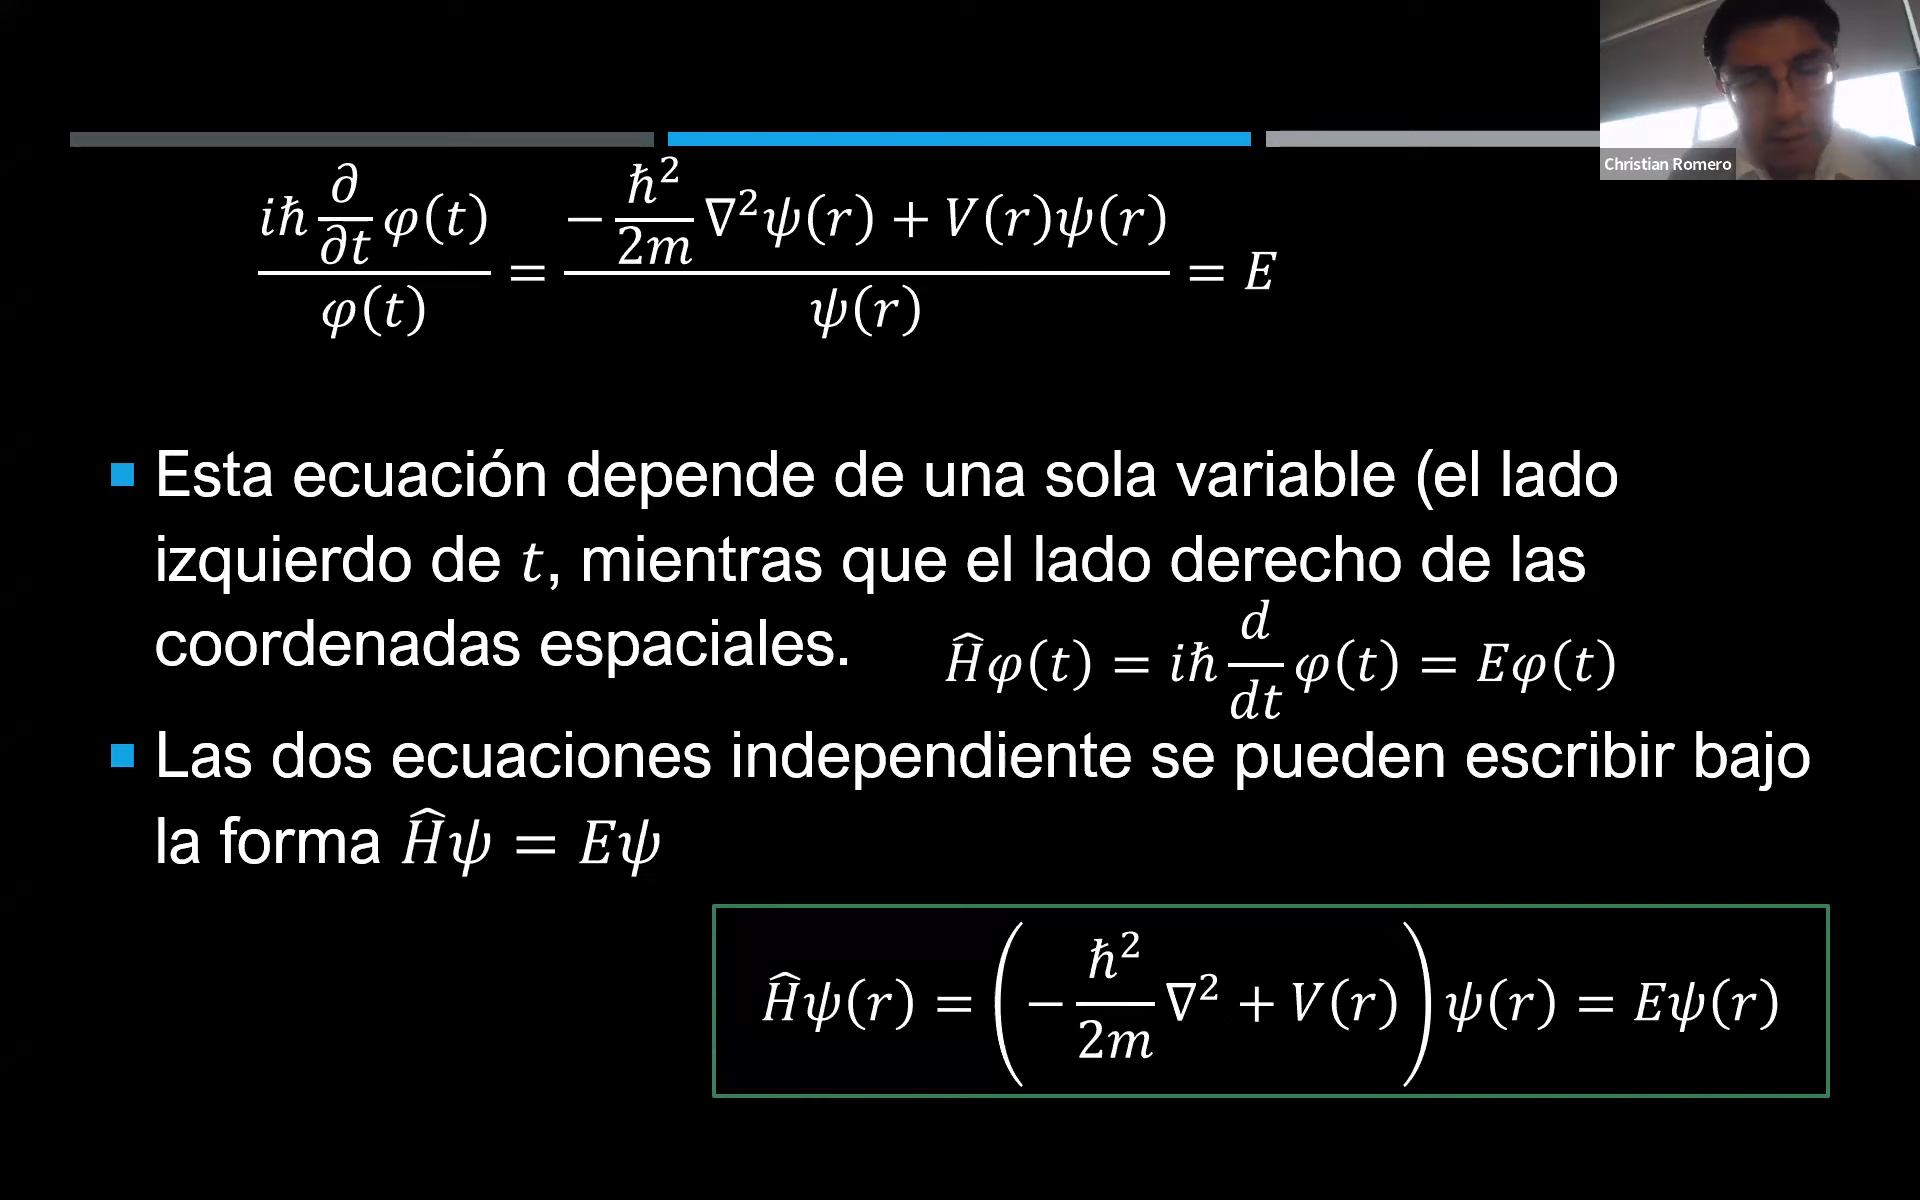 Christian Romero
iħ ∂/∂t φ(t) / φ(t) = −ħ²/2m ∇²ψ(r) + V(r)ψ(r) / ψ(r) = E
Esta ecuación depende de una sola variable (el lado
izquierdo de t, mientras que el lado derecho de las
coordenadas espaciales.
Ĥφ(t) = iħ d/dt φ(t) = Eφ(t)
Las dos ecuaciones independiente se pueden escribir bajo
la forma Ĥψ = Eψ
Ĥψ(r) = (−ħ²/2m ∇² + V(r)) ψ(r) = Eψ(r)